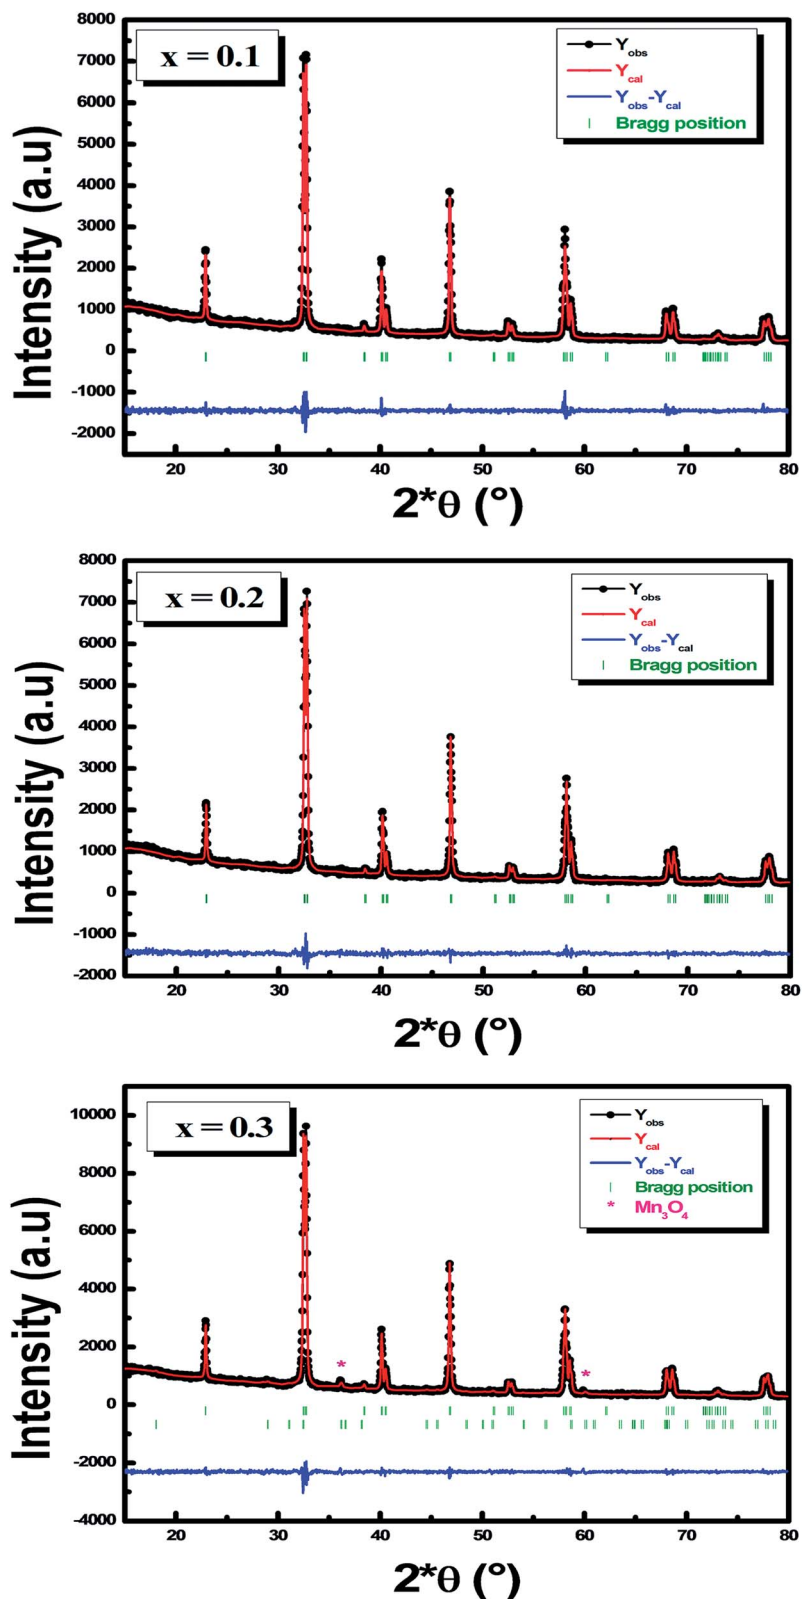 x = 0.1
Yobs
Ycal
Yobs-Ycal
Bragg position
8000
7000
6000
5000
4000
3000
2000
1000
0
-1000
-2000
Intensity (a.u)
20 30 40 50 60 70 80
2*θ (°)
x = 0.2
Yobs
Ycal
Yobs-Ycal
Bragg position
8000
7000
6000
5000
4000
3000
2000
1000
0
-1000
-2000
Intensity (a.u)
20 30 40 50 60 70 80
2*θ (°)
x = 0.3
Yobs
Ycal
Yobs-Ycal
Bragg position
* Mn3O4
10000
8000
6000
4000
2000
0
-2000
-4000
Intensity (a.u)
*
*
20 30 40 50 60 70 80
2*θ (°)